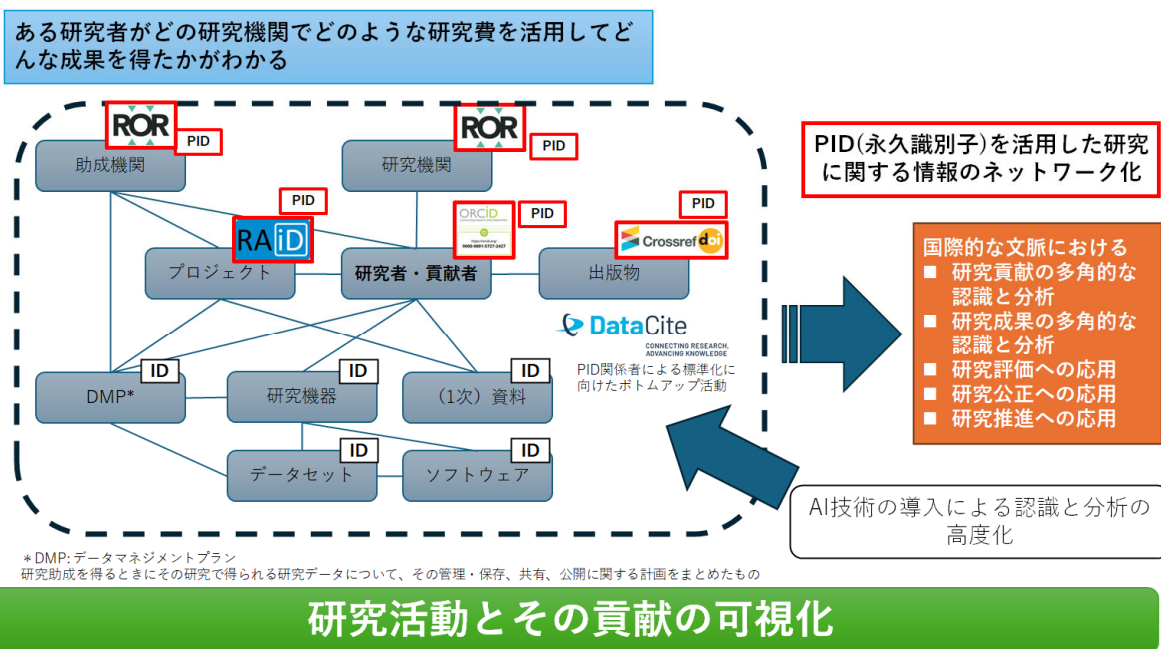 ある研究者がどの研究機関でどのような研究費を活用してど
んな成果を得たかがわかる
ROR
PID
助成機関
ROR
PID
研究機関
PID
RAiD
プロジェクト
ORCID
PID
研究者・貢献者
PID
Crossref doi
出版物
DataCite
CONNECTING RESEARCH,
ADVANCING KNOWLEDGE
PID関係者による標準化に
向けたボトムアップ活動
ID
DMP*
ID
研究機器
ID
（1次）資料
ID
データセット
ID
ソフトウェア
PID(永久識別子)を活用した研究
に関する情報のネットワーク化
国際的な文脈における
■ 研究貢献の多角的な
認識と分析
■ 研究成果の多角的な
認識と分析
■ 研究評価への応用
■ 研究公正への応用
■ 研究推進への応用
AI技術の導入による認識と分析の
高度化
＊DMP: データマネジメントプラン
研究助成を得るときにその研究で得られる研究データについて、その管理・保存、共有、公開に関する計画をまとめたもの
研究活動とその貢献の可視化